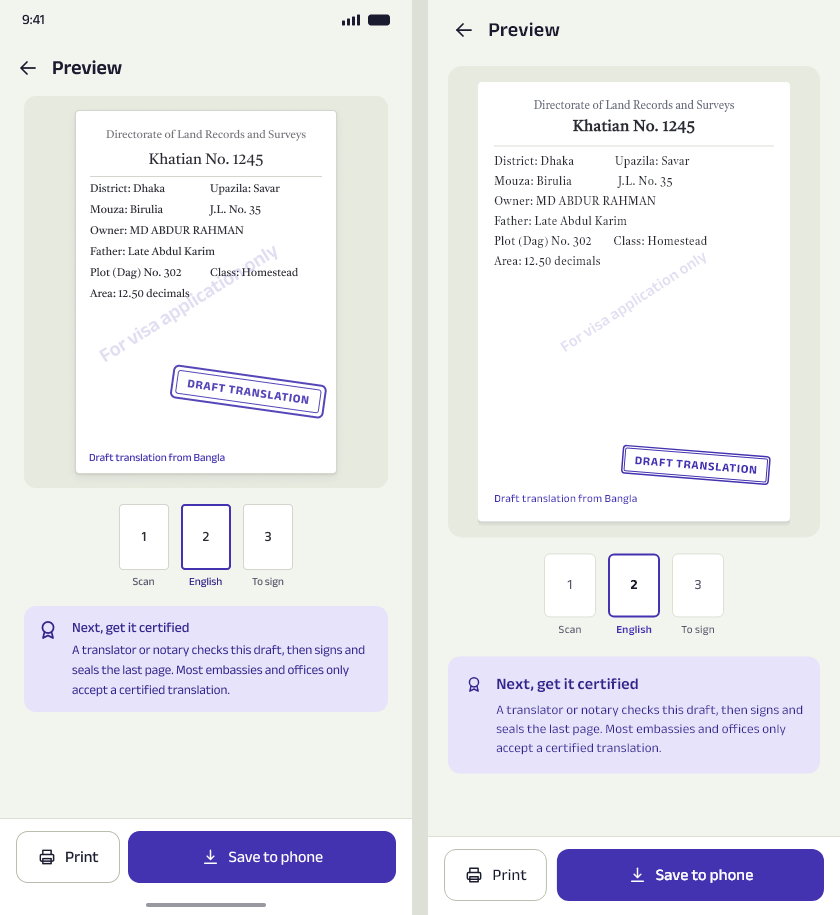 9:41
Preview
Directorate of Land Records and Surveys
Khatian No. 1245
District: Dhaka Upazila: Savar
Mouza: Birulia J.L. No. 35
Owner: MD ABDUR RAHMAN
Father: Late Abdul Karim
Plot (Dag) No. 302 Class: Homestead
Area: 12.50 decimals
For visa application only
DRAFT TRANSLATION
Draft translation from Bangla
1 2 3
Scan English To sign
Next, get it certified
A translator or notary checks this draft, then signs and
seals the last page. Most embassies and offices only
accept a certified translation.
Print Save to phone
Preview
Directorate of Land Records and Surveys
Khatian No. 1245
District: Dhaka Upazila: Savar
Mouza: Birulia J.L. No. 35
Owner: MD ABDUR RAHMAN
Father: Late Abdul Karim
Plot (Dag) No. 302 Class: Homestead
Area: 12.50 decimals
For visa application only
DRAFT TRANSLATION
Draft translation from Bangla
1 2 3
Scan English To sign
Next, get it certified
A translator or notary checks this draft, then signs and
seals the last page. Most embassies and offices only
accept a certified translation.
Print Save to phone